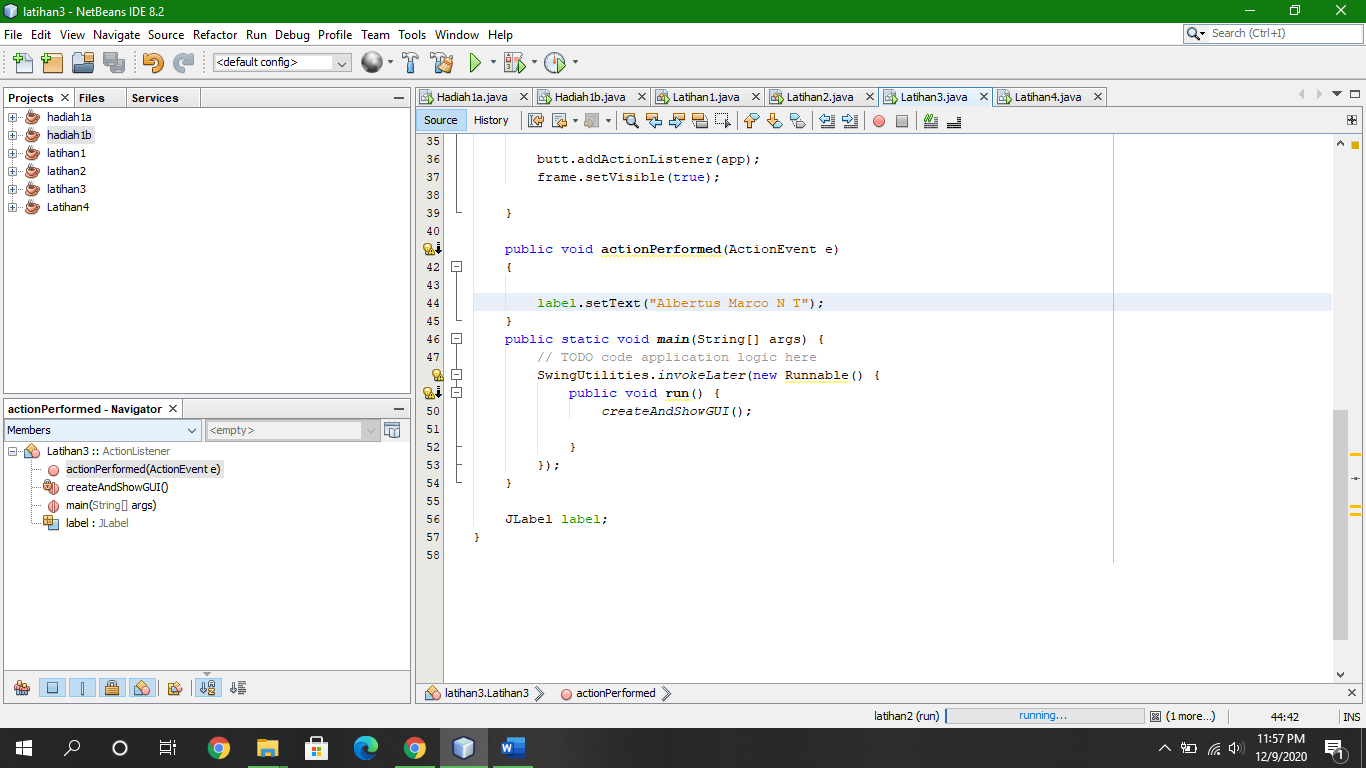 latihan3 - NetBeans IDE 8.2
File Edit View Navigate Source Refactor Run Debug Profile Team Tools Window Help
Search (Ctrl+I)
<default config>
Projects Files Services
hadiah1a
hadiah1b
latihan1
latihan2
latihan3
Latihan4
actionPerformed - Navigator
Members
<empty>
Latihan3 :: ActionListener
actionPerformed(ActionEvent e)
createAndShowGUI()
main(String[] args)
label : JLabel
Hadiah1a.java Hadiah1b.java Latihan1.java Latihan2.java Latihan3.java Latihan4.java
Source History
35
36 butt.addActionListener(app);
37 frame.setVisible(true);
38
39 }
40
public void actionPerformed(ActionEvent e)
42 {
43
44 label.setText("Albertus Marco N T");
45 }
46 public static void main(String[] args) {
47 // TODO code application logic here
SwingUtilities.invokeLater(new Runnable() {
public void run() {
50 createAndShowGUI();
51
52 }
53 });
54 }
55
56 JLabel label;
57 }
58
latihan3.Latihan3 actionPerformed
latihan2 (run) running... (1 more...) 44:42 INS
11:57 PM
12/9/2020
1